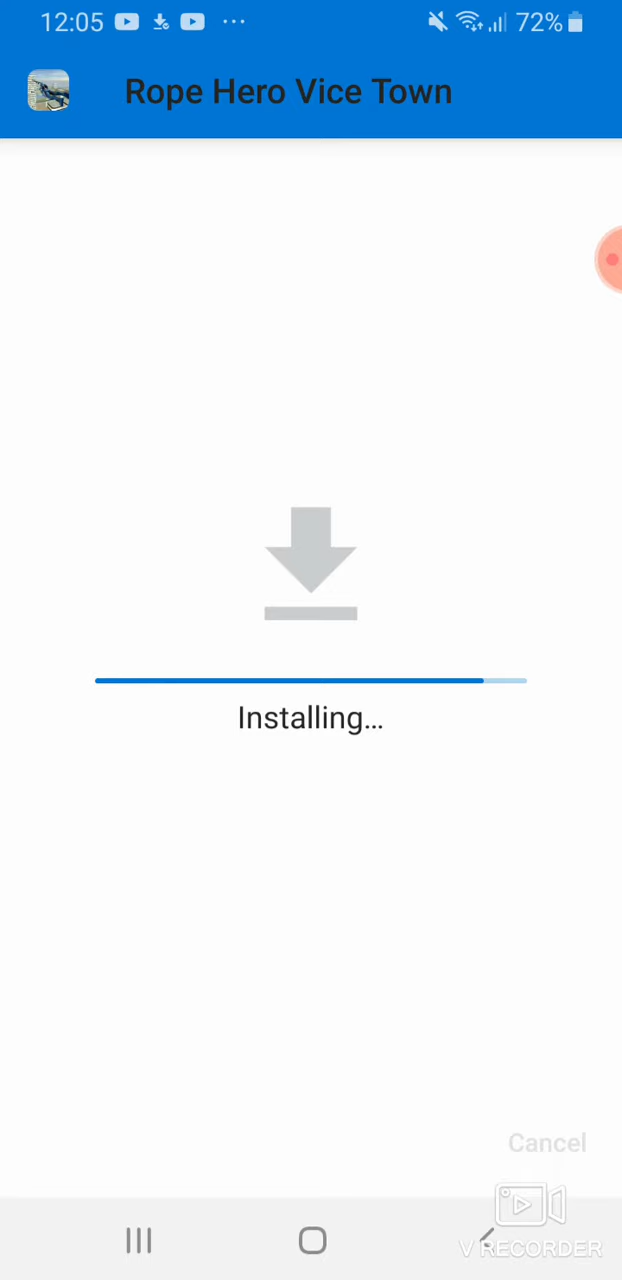 12:05 72%
Rope Hero Vice Town
Installing...
Cancel
V RECORDER